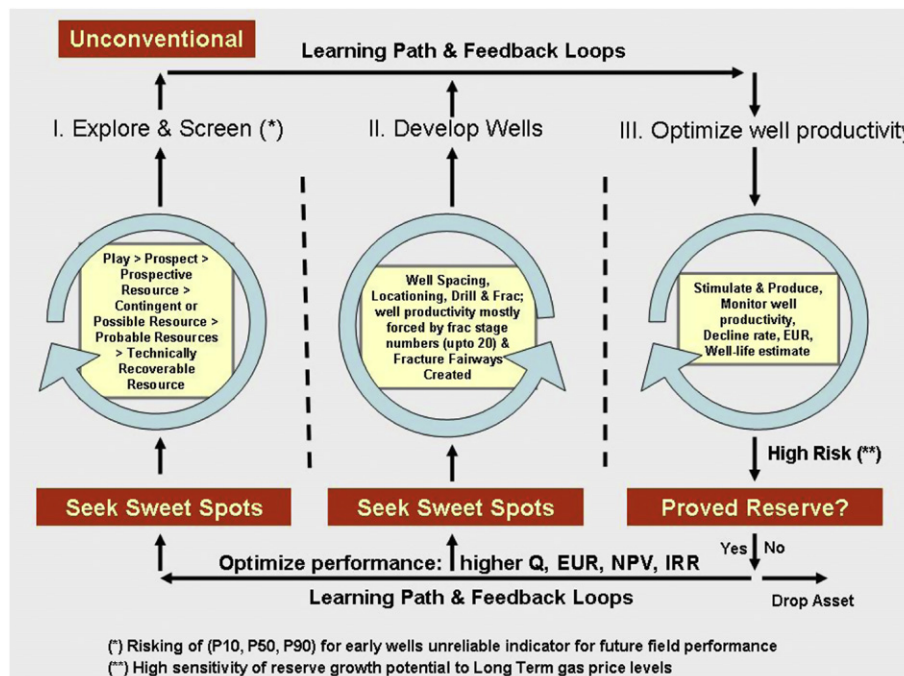 Unconventional
Learning Path & Feedback Loops
I. Explore & Screen (*)
II. Develop Wells
III. Optimize well productivity
Play > Prospect >
Prospective
Resource >
Contingent or
Possible Resource >
Probable Resources
> Technically
Recoverable
Resource
Well Spacing,
Locationing, Drill & Frac;
well productivity mostly
forced by frac stage
numbers (upto 20) &
Fracture Fairways
Created
Stimulate & Produce,
Monitor well
productivity,
Decline rate, EUR,
Well-life estimate
High Risk (**)
Seek Sweet Spots
Seek Sweet Spots
Proved Reserve?
Yes
No
Optimize performance: higher Q, EUR, NPV, IRR
Learning Path & Feedback Loops
Drop Asset
(*) Risking of (P10, P50, P90) for early wells unreliable indicator for future field performance
(**) High sensitivity of reserve growth potential to Long Term gas price levels